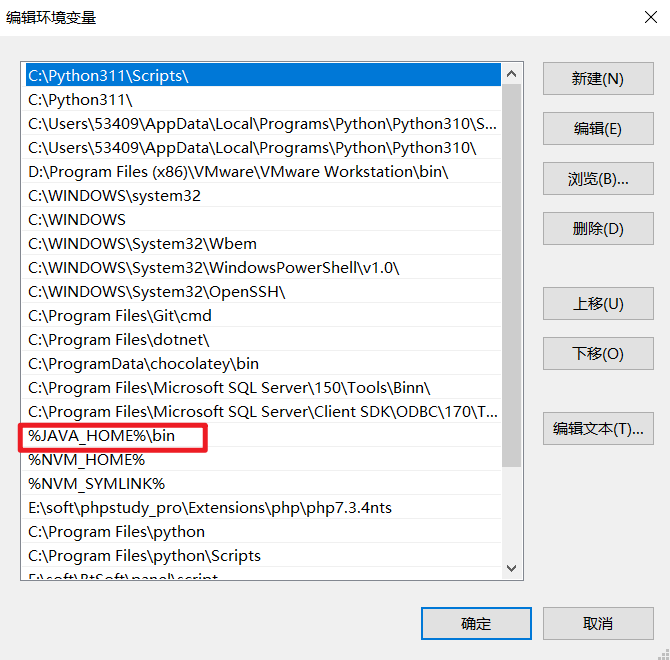 编辑环境变量
C:\Python311\Scripts\
C:\Python311\
C:\Users\53409\AppData\Local\Programs\Python\Python310\S...
C:\Users\53409\AppData\Local\Programs\Python\Python310\
D:\Program Files (x86)\VMware\VMware Workstation\bin\
C:\WINDOWS\system32
C:\WINDOWS
C:\WINDOWS\System32\Wbem
C:\WINDOWS\System32\WindowsPowerShell\v1.0\
C:\WINDOWS\System32\OpenSSH\
C:\Program Files\Git\cmd
C:\Program Files\dotnet\
C:\ProgramData\chocolatey\bin
C:\Program Files\Microsoft SQL Server\150\Tools\Binn\
C:\Program Files\Microsoft SQL Server\Client SDK\ODBC\170\T...
%JAVA_HOME%\bin
%NVM_HOME%
%NVM_SYMLINK%
E:\soft\phpstudy_pro\Extensions\php\php7.3.4nts
C:\Program Files\python
C:\Program Files\python\Scripts
E:\soft\BtSoft\panel\script
新建(N)
编辑(E)
浏览(B)...
删除(D)
上移(U)
下移(O)
编辑文本(T)...
确定
取消